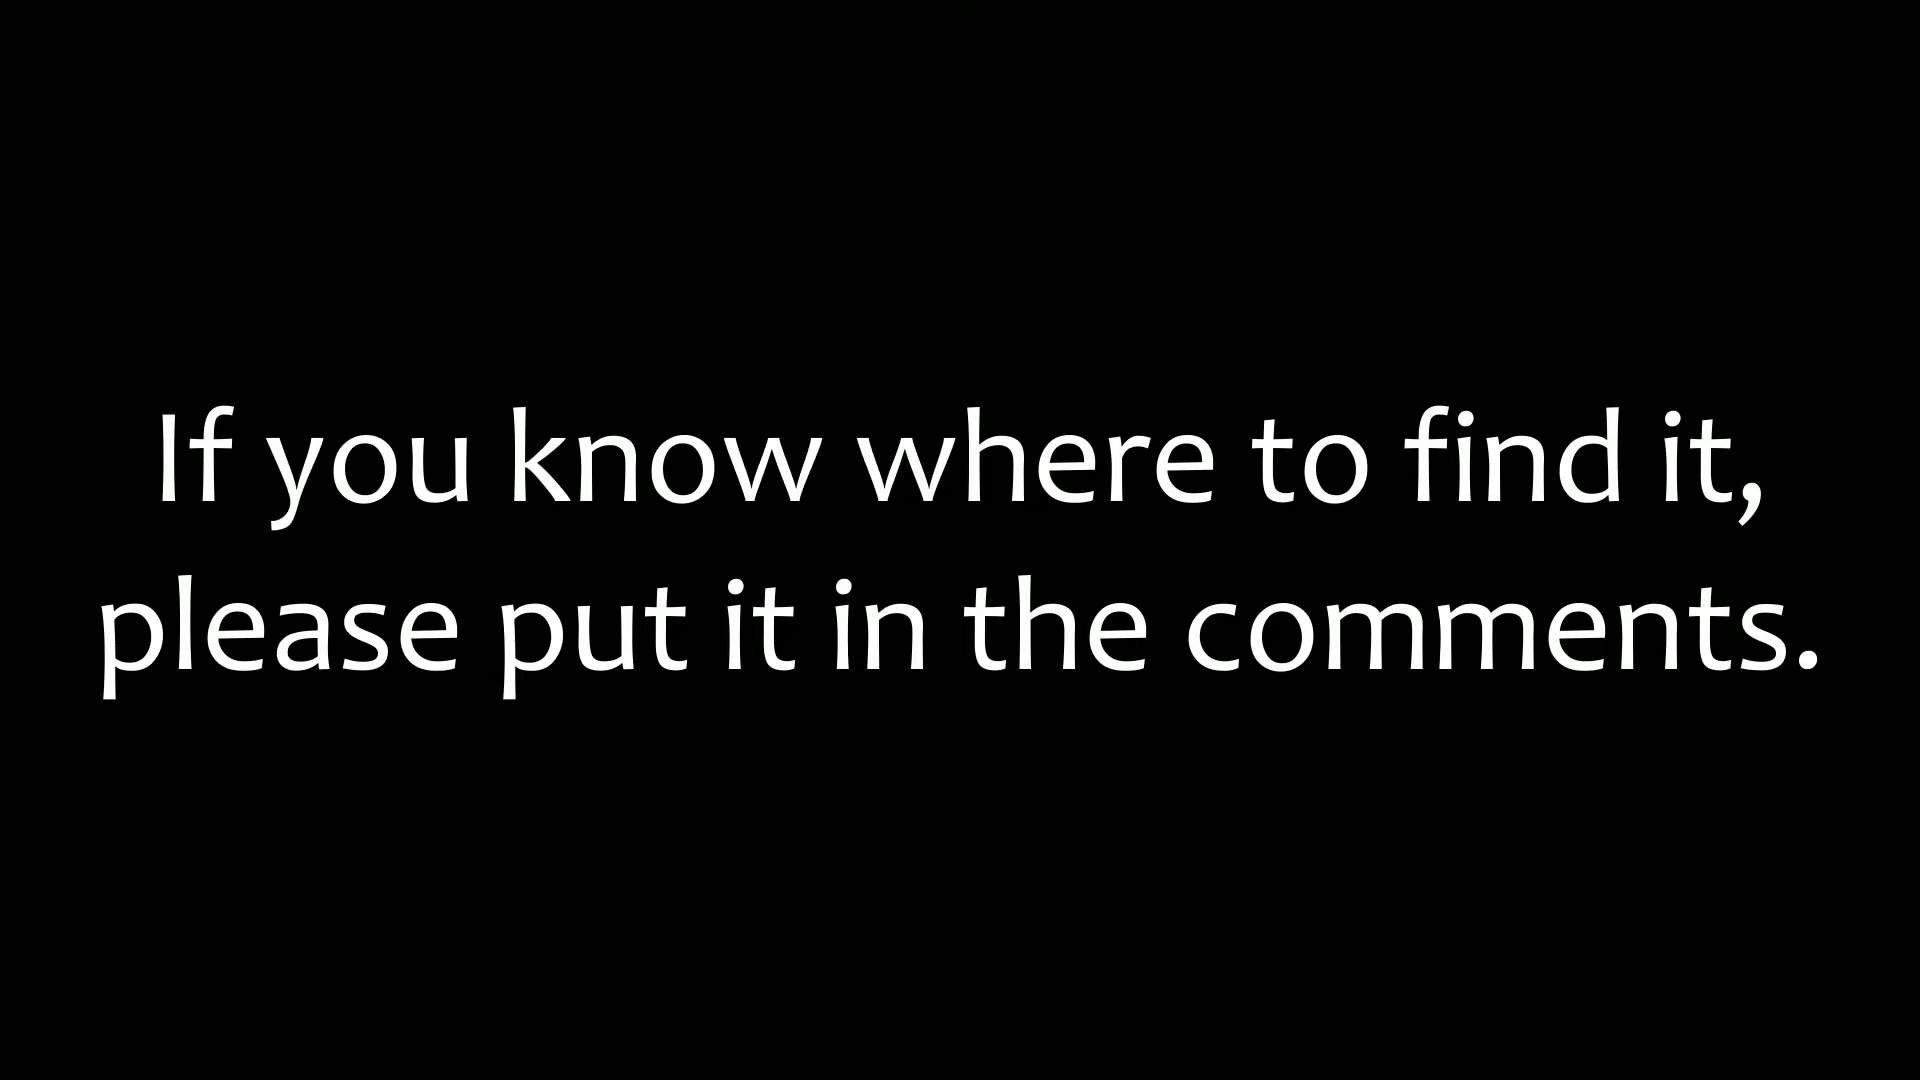 If you know where to find it,
please put it in the comments.